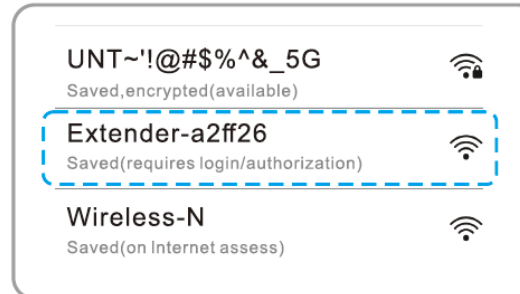 UNT~'!@#$%^&_5G
Saved,encrypted(available)
Extender-a2ff26
Saved(requires login/authorization)
Wireless-N
Saved(on Internet assess)